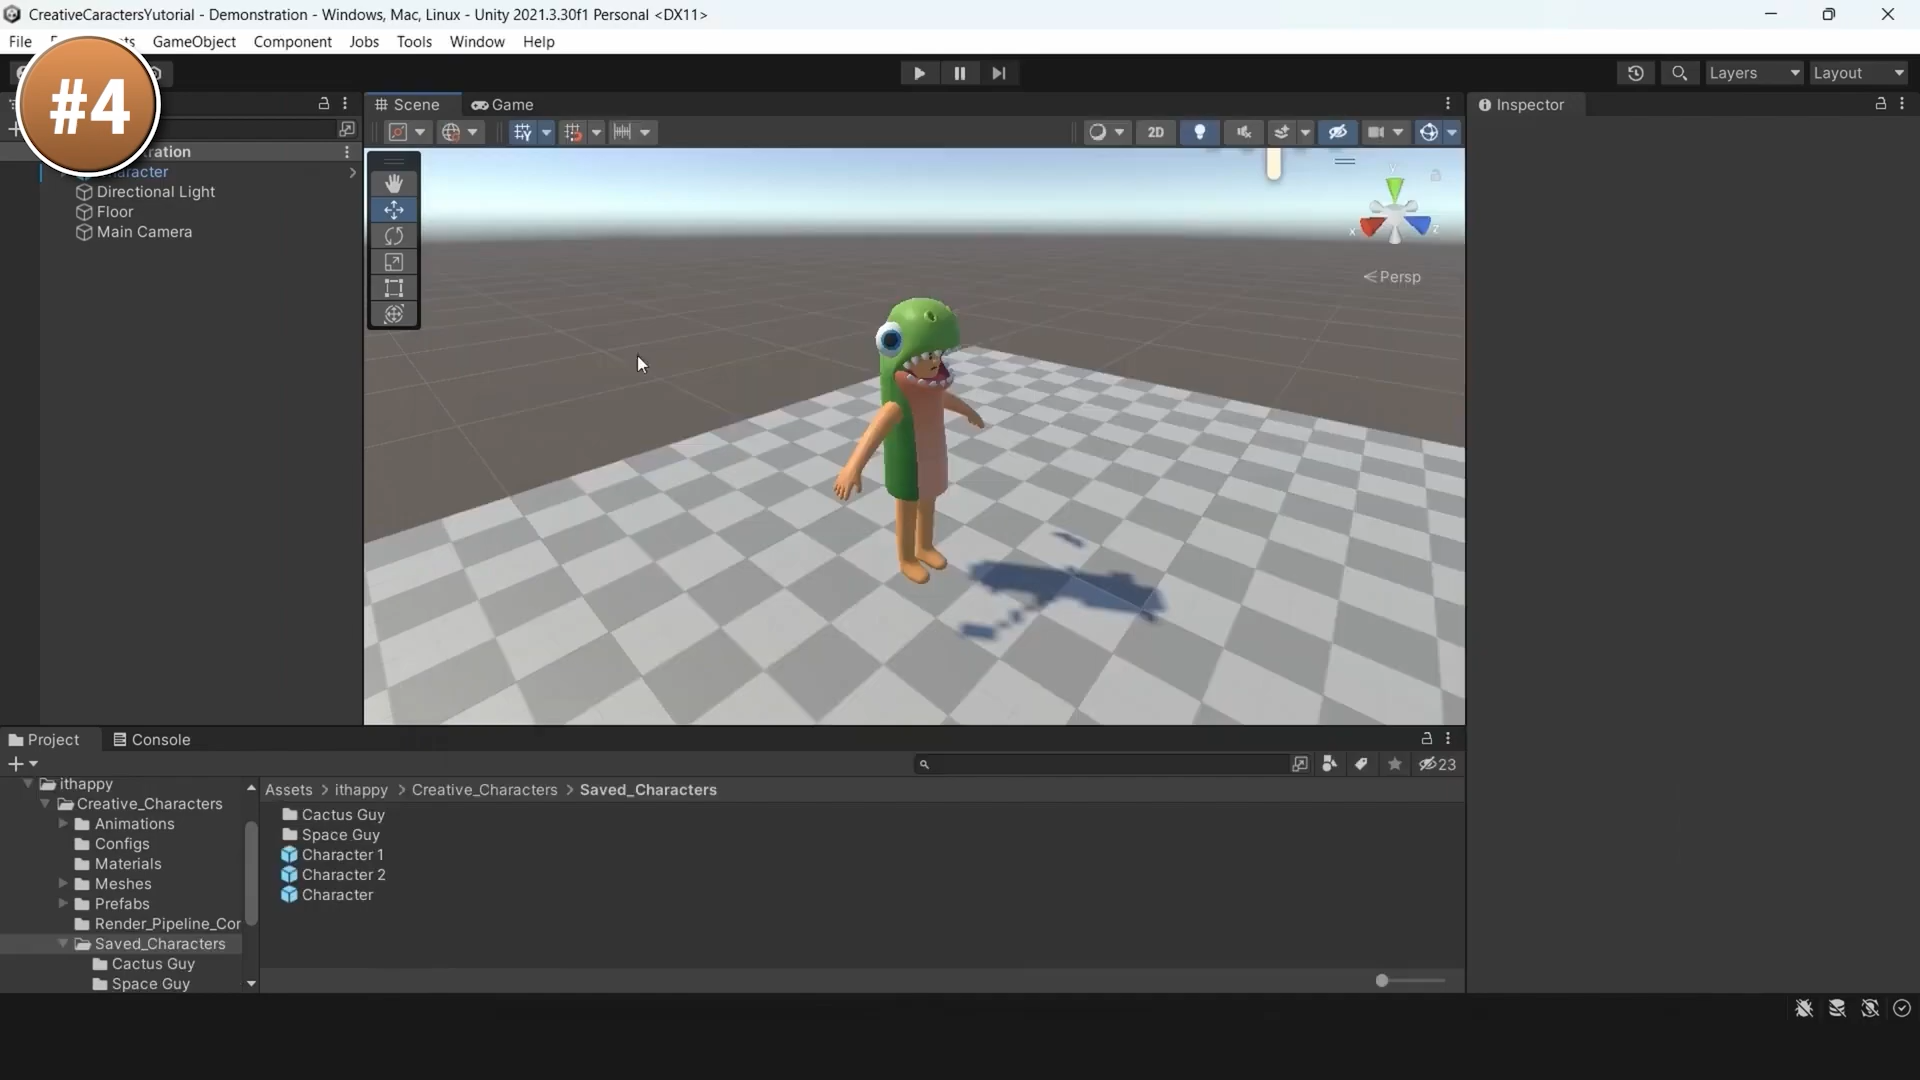 CreativeCaractersYutorial - Demonstration - Windows, Mac, Linux - Unity 2021.3.30f1 Personal <DX11>
File
GameObject Component Jobs Tools Window Help
#4
Layers Layout
Scene Game
Inspector
2D
Directional Light
Floor
Main Camera
y
x
z
Persp
Project Console
23
ithappy
Creative_Characters
Animations
Configs
Materials
Meshes
Prefabs
Render_Pipeline_Cor
Saved_Characters
Cactus Guy
Space Guy
Assets > ithappy > Creative_Characters > Saved_Characters
Cactus Guy
Space Guy
Character 1
Character 2
Character